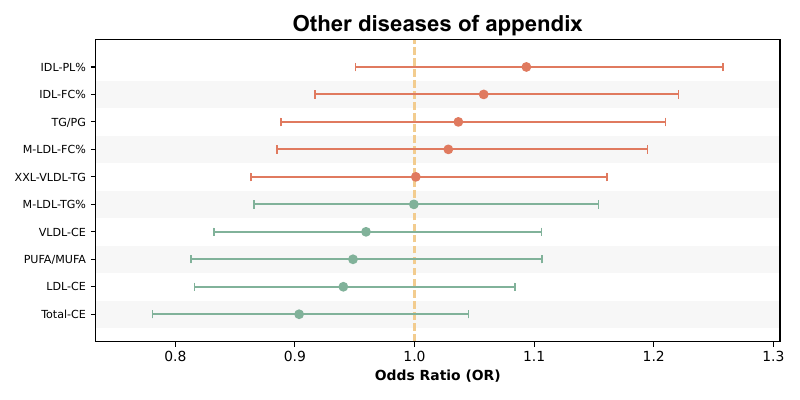 Other diseases of appendix
IDL-PL%
IDL-FC%
TG/PG
M-LDL-FC%
XXL-VLDL-TG
M-LDL-TG%
VLDL-CE
PUFA/MUFA
LDL-CE
Total-CE
0.8 0.9 1.0 1.1 1.2 1.3
Odds Ratio (OR)